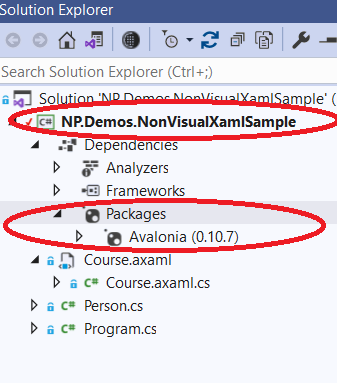 Solution Explorer
Search Solution Explorer (Ctrl+;)
Solution 'NP.Demos.NonVisualXamlSample' (
C# NP.Demos.NonVisualXamlSample
Dependencies
Analyzers
Frameworks
Packages
Avalonia (0.10.7)
Course.axaml
C# Course.axaml.cs
C# Person.cs
C# Program.cs